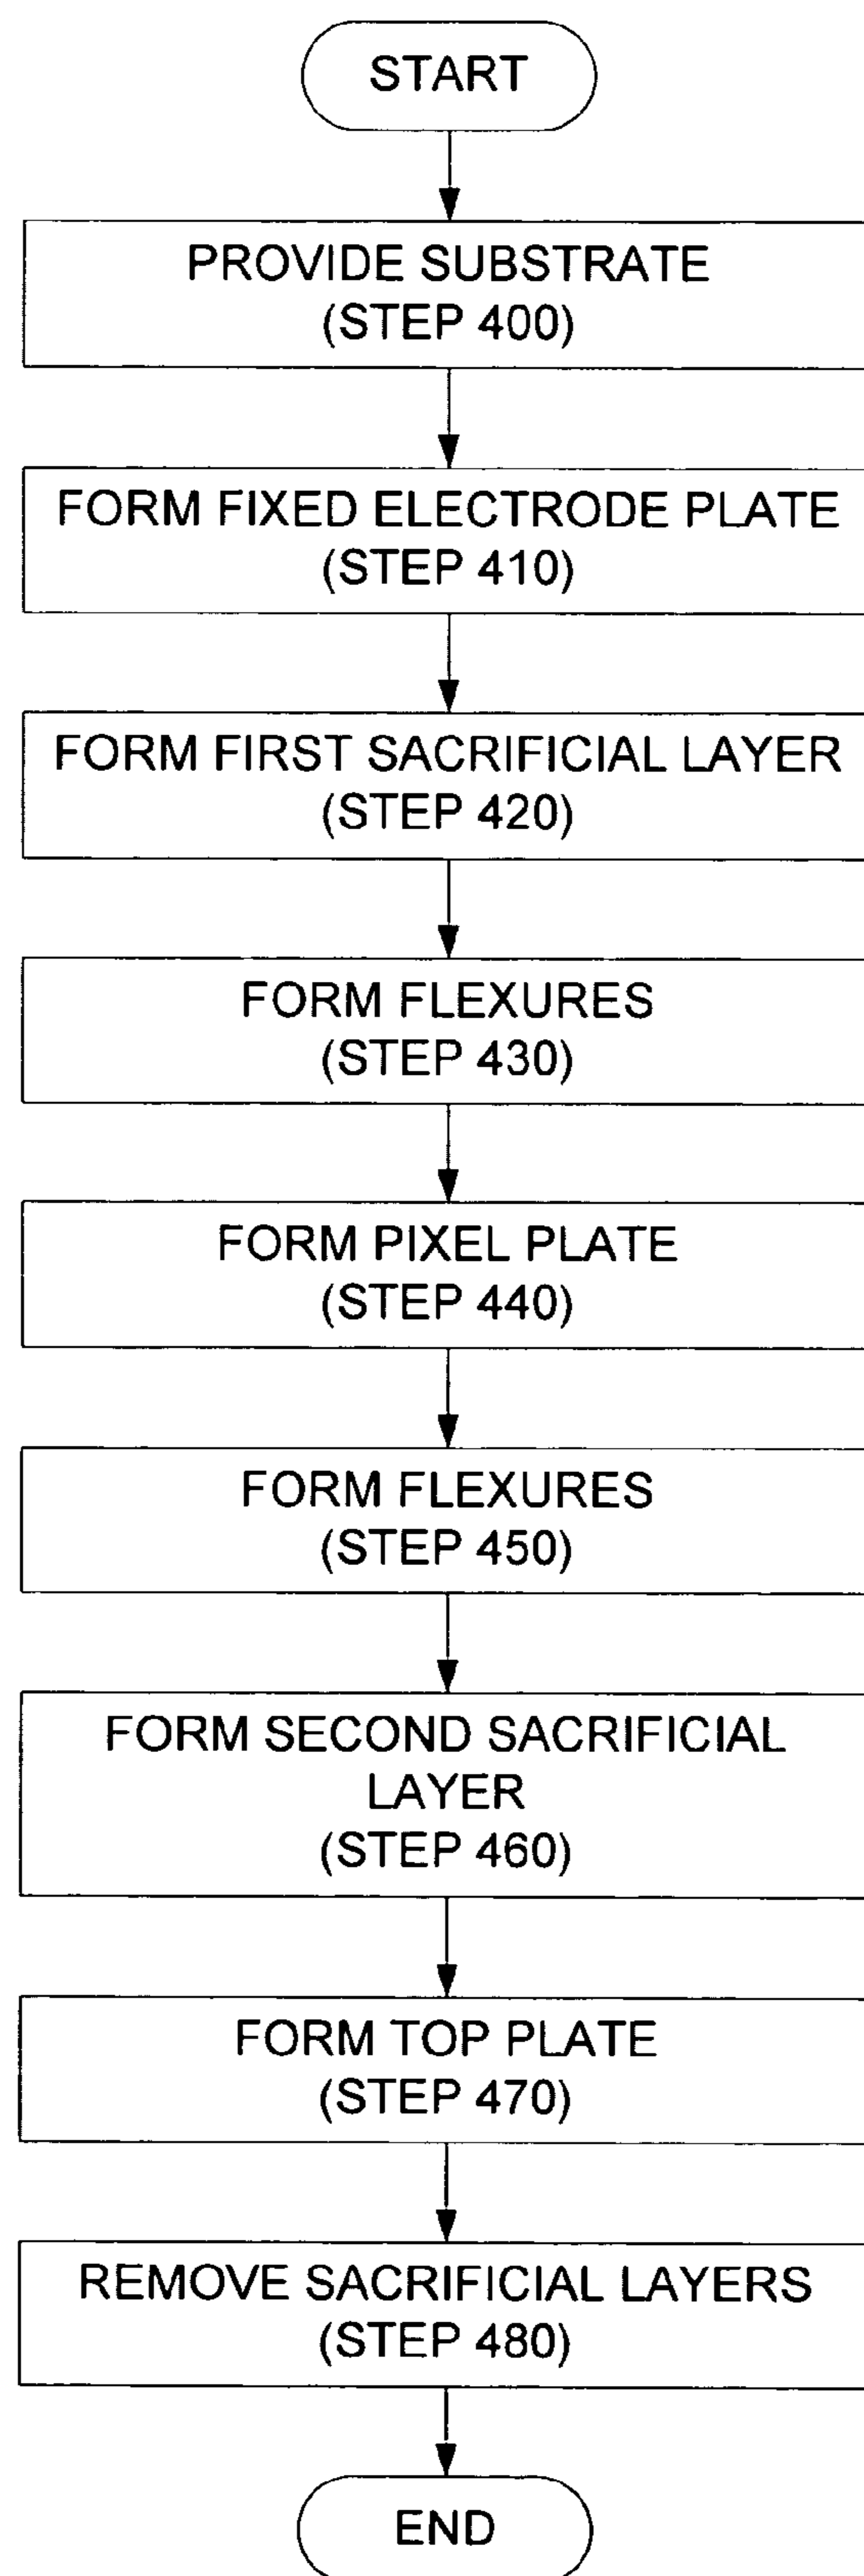 START
PROVIDE SUBSTRATE
(STEP 400)
FORM FIXED ELECTRODE PLATE
(STEP 410)
FORM FIRST SACRIFICIAL LAYER
(STEP 420)
FORM FLEXURES
(STEP 430)
FORM PIXEL PLATE
(STEP 440)
FORM FLEXURES
(STEP 450)
FORM SECOND SACRIFICIAL
LAYER
(STEP 460)
FORM TOP PLATE
(STEP 470)
REMOVE SACRIFICIAL LAYERS
(STEP 480)
END